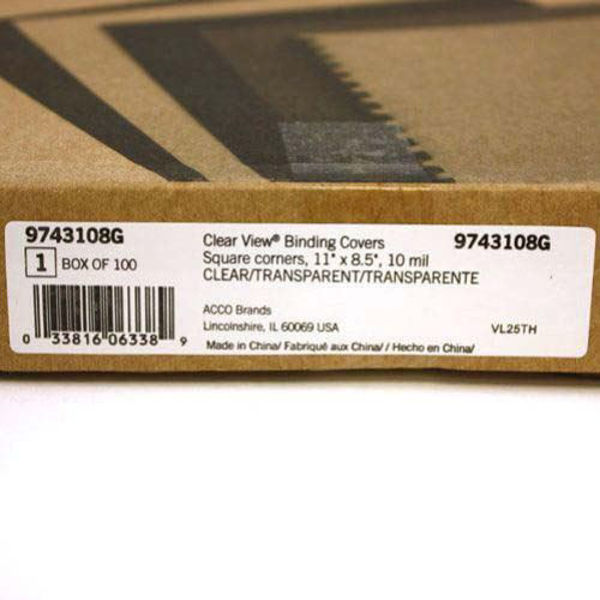 9743108G
1 BOX OF 100
0 33816 06338 9
Clear View® Binding Covers 9743108G
Square corners, 11" x 8.5", 10 mil
CLEAR/TRANSPARENT/TRANSPARENTE
ACCO Brands
Lincolnshire, IL 60069 USA VL25TH
Made in China/ Fabriqué aux China/ / Hecho en China/